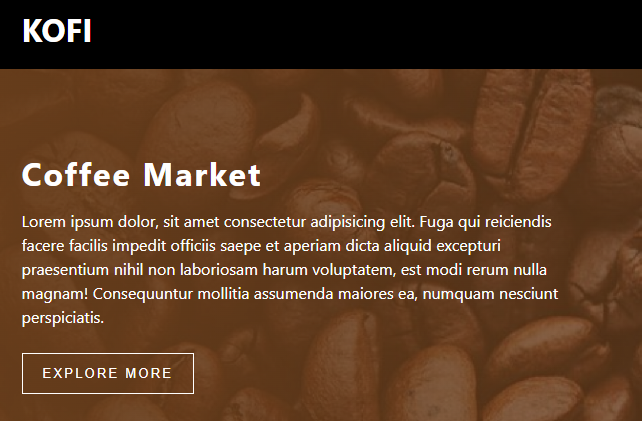 KOFI
Coffee Market
Lorem ipsum dolor, sit amet consectetur adipisicing elit. Fuga qui reiciendis
facere facilis impedit officiis saepe et aperiam dicta aliquid excepturi
praesentium nihil non laboriosam harum voluptatem, est modi rerum nulla
magnam! Consequuntur mollitia assumenda maiores ea, numquam nesciunt
perspiciatis.
EXPLORE MORE